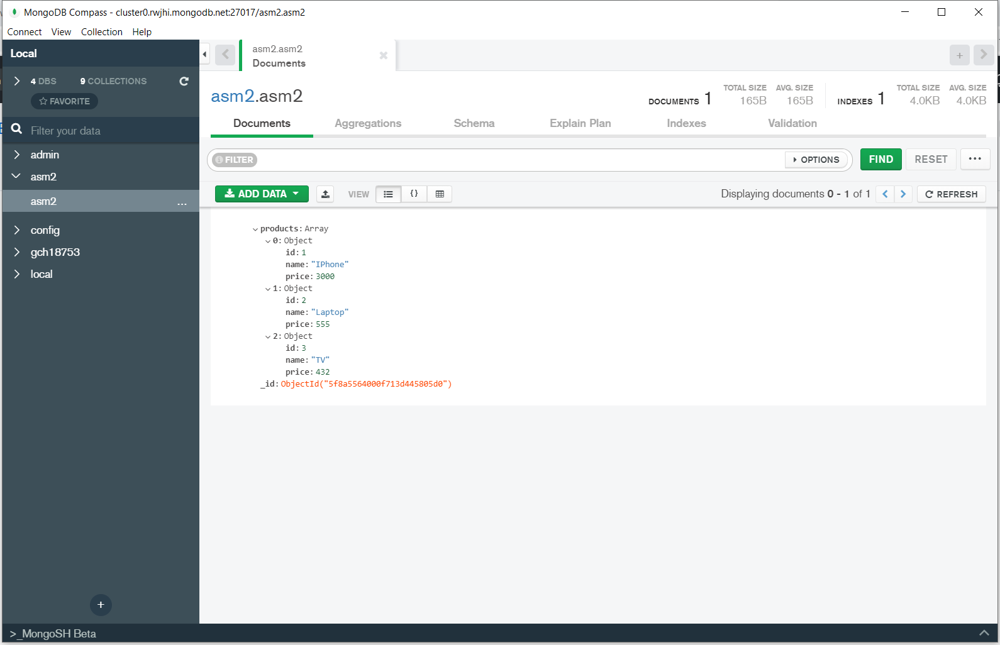 MongoDB Compass - cluster0.rwjhi.mongodb.net:27017/asm2.asm2
Connect View Collection Help
Local
4 DBS 9 COLLECTIONS
FAVORITE
Filter your data
admin
asm2
asm2 ...
config
gch18753
local
+
asm2.asm2
Documents
+
asm2.asm2
DOCUMENTS 1
TOTAL SIZE
165B
AVG. SIZE
165B
INDEXES 1
TOTAL SIZE
4.0KB
AVG. SIZE
4.0KB
Documents Aggregations Schema Explain Plan Indexes Validation
FILTER OPTIONS FIND RESET ...
ADD DATA VIEW {} Displaying documents 0 - 1 of 1 REFRESH
products: Array
0: Object
id: 1
name: "IPhone"
price: 3000
1: Object
id: 2
name: "Laptop"
price: 555
2: Object
id: 3
name: "TV"
price: 432
_id: ObjectId("5f8a5564000f713d445805d0")
>_MongoSH Beta